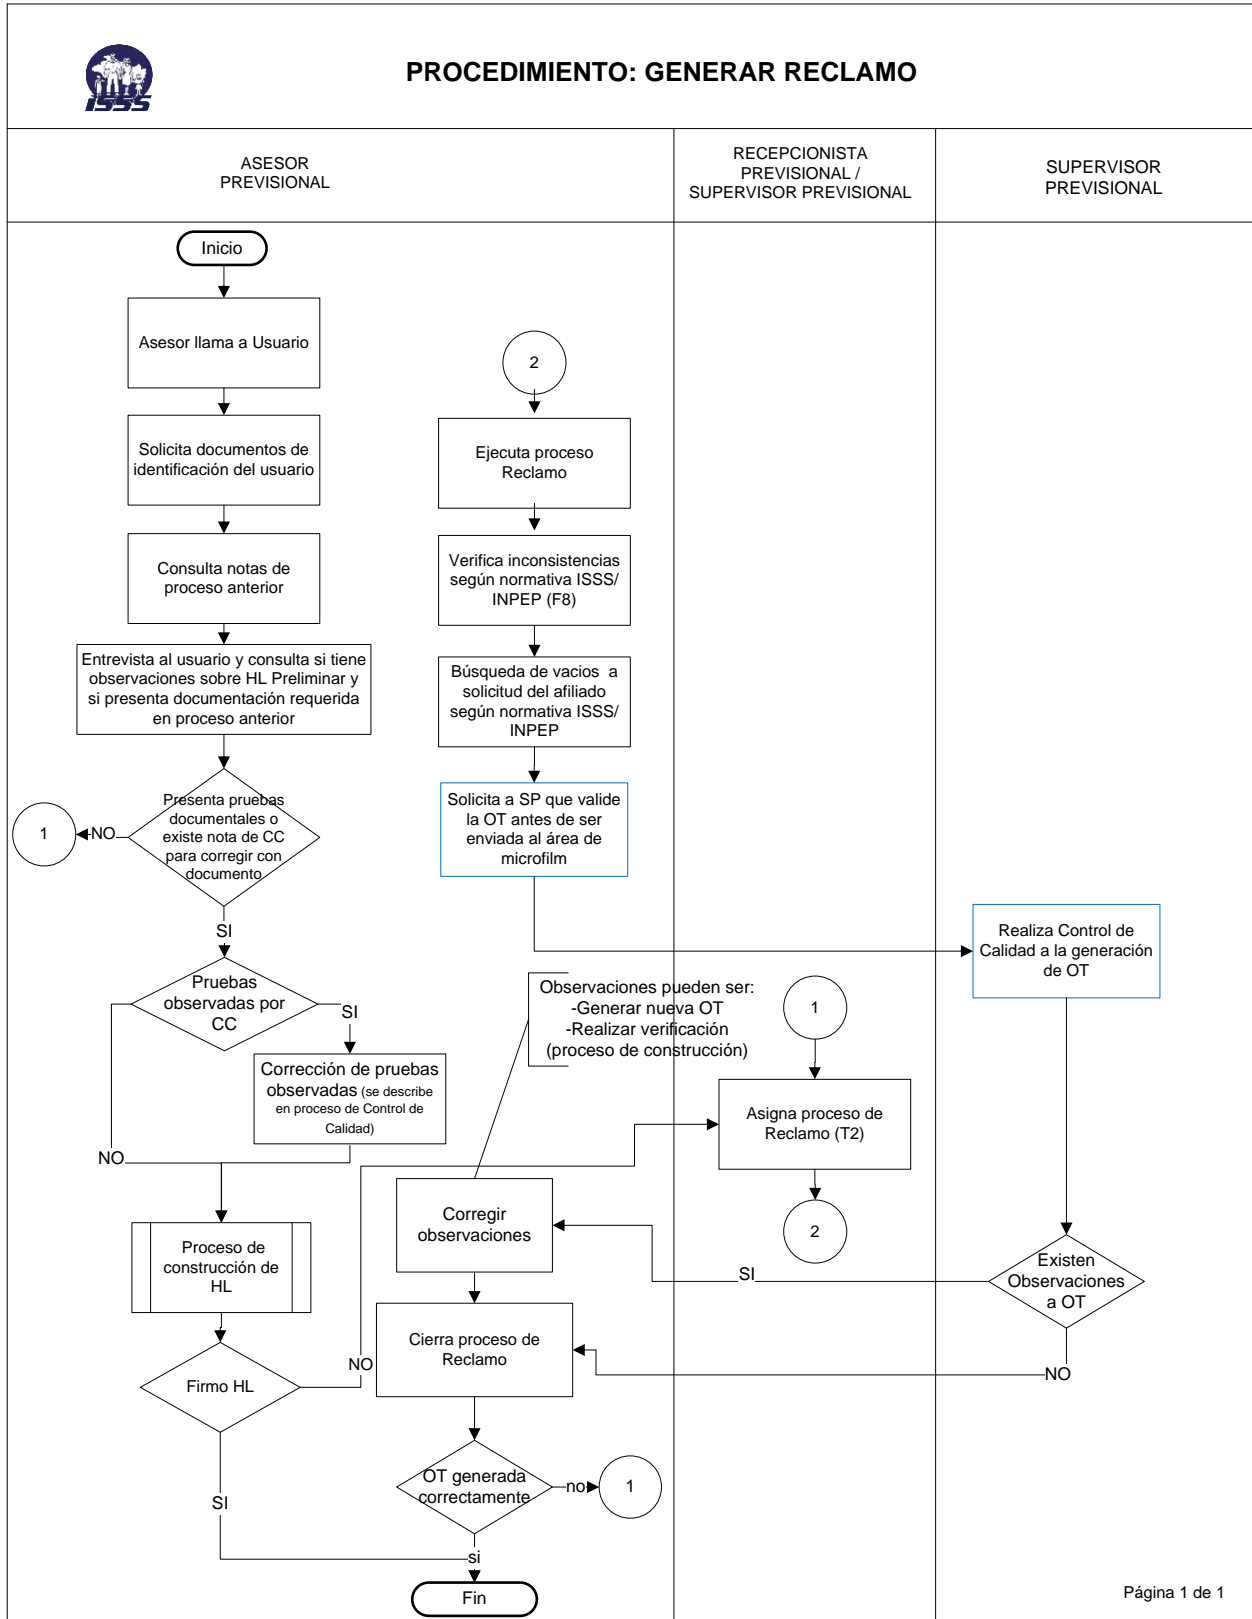 ISSS
PROCEDIMIENTO: GENERAR RECLAMO
ASESOR
PREVISIONAL
RECEPCIONISTA
PREVISIONAL /
SUPERVISOR PREVISIONAL
SUPERVISOR
PREVISIONAL
Inicio
Asesor llama a Usuario
Solicita documentos de
identificación del usuario
Consulta notas de
proceso anterior
Entrevista al usuario y consulta si tiene
observaciones sobre HL Preliminar y
si presenta documentación requerida
en proceso anterior
Presenta pruebas
documentales o
existe nota de CC
para corregir con
documento
NO
1
SI
Pruebas
observadas por
CC
SI
Corrección de pruebas
observadas (se describe
en proceso de Control de
Calidad)
NO
Proceso de
construcción de
HL
Firmo HL
NO
SI
2
Ejecuta proceso
Reclamo
Verifica inconsistencias
según normativa ISSS/
INPEP (F8)
Búsqueda de vacios a
solicitud del afiliado
según normativa ISSS/
INPEP
Solicita a SP que valide
la OT antes de ser
enviada al área de
microfilm
Realiza Control de
Calidad a la generación
de OT
Observaciones pueden ser:
-Generar nueva OT
-Realizar verificación
(proceso de construcción)
1
Asigna proceso de
Reclamo (T2)
2
Existen
Observaciones
a OT
SI
NO
Corregir
observaciones
Cierra proceso de
Reclamo
OT generada
correctamente
no
1
si
Fin
Página 1 de 1